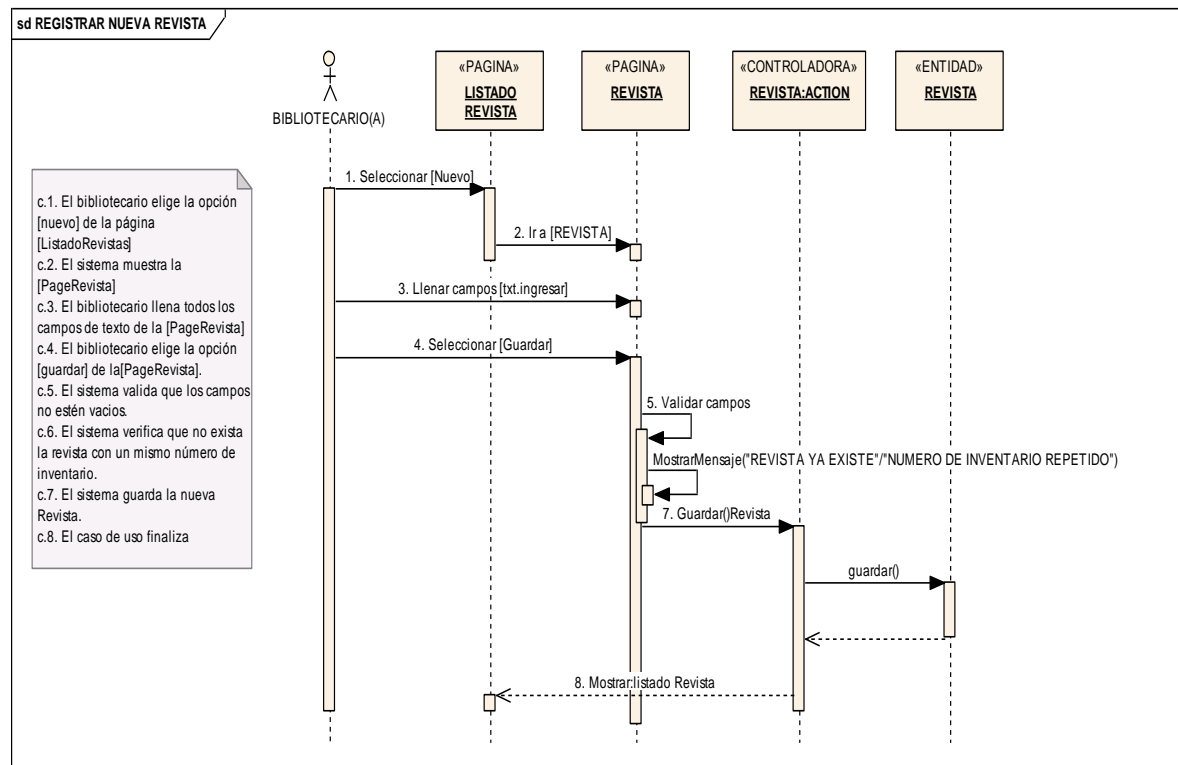 sd REGISTRAR NUEVA REVISTA
BIBLIOTECARIO(A)
«PAGINA»
LISTADO
REVISTA
«PAGINA»
REVISTA
«CONTROLADORA»
REVISTA:ACTION
«ENTIDAD»
REVISTA
c.1. El bibliotecario elige la opción
[nuevo] de la página
[ListadoRevistas]
c.2. El sistema muestra la
[PageRevista]
c.3. El bibliotecario llena todos los
campos de texto de la [PageRevista]
c.4. El bibliotecario elige la opción
[guardar] de la[PageRevista].
c.5. El sistema valida que los campos
no estén vacios.
c.6. El sistema verifica que no exista
la revista con un mismo número de
inventario.
c.7. El sistema guarda la nueva
Revista.
c.8. El caso de uso finaliza
1. Seleccionar [Nuevo]
2. Ir a [REVISTA]
3. Llenar campos [txt.ingresar]
4. Seleccionar [Guardar]
5. Validar campos
MostrarMensaje("REVISTA YA EXISTE"/"NUMERO DE INVENTARIO REPETIDO")
7. Guardar()Revista
guardar()
8. Mostrar:listado Revista